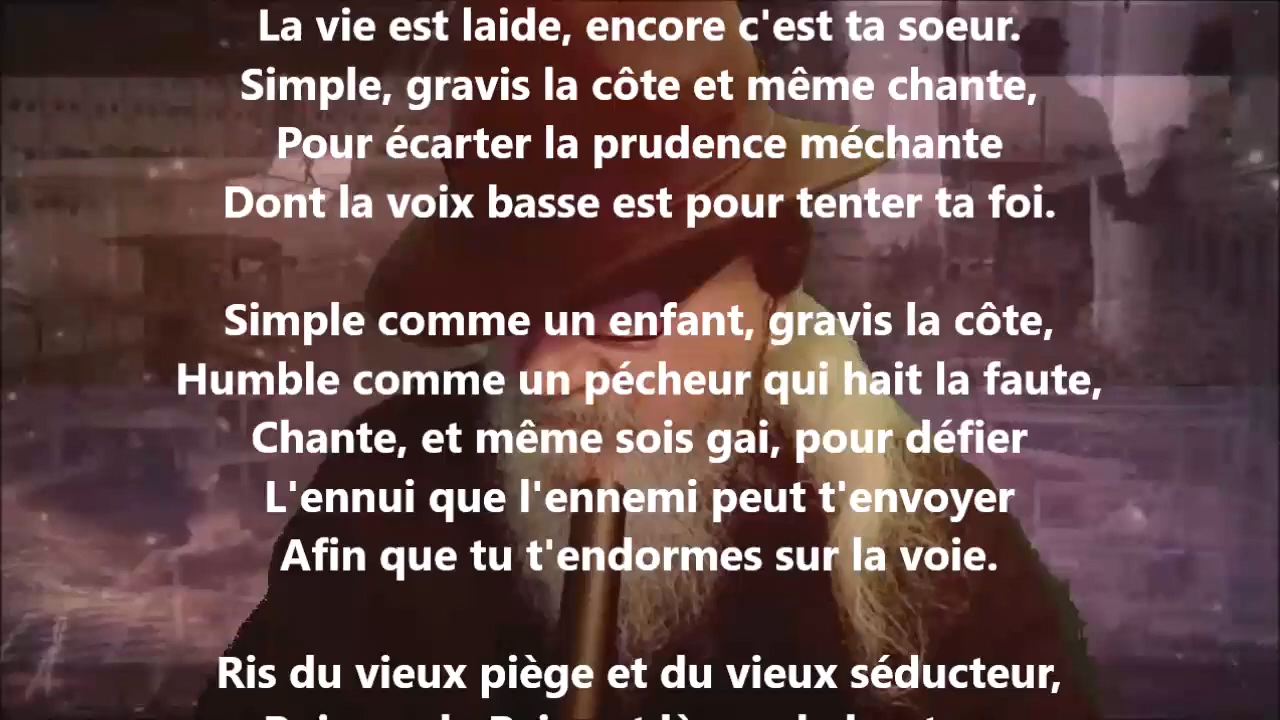 La vie est laide, encore c'est ta soeur.
Simple, gravis la côte et même chante,
Pour écarter la prudence méchante
Dont la voix basse est pour tenter ta foi.
Simple comme un enfant, gravis la côte,
Humble comme un pécheur qui hait la faute,
Chante, et même sois gai, pour défier
L'ennui que l'ennemi peut t'envoyer
Afin que tu t'endormes sur la voie.
Ris du vieux piège et du vieux séducteur,